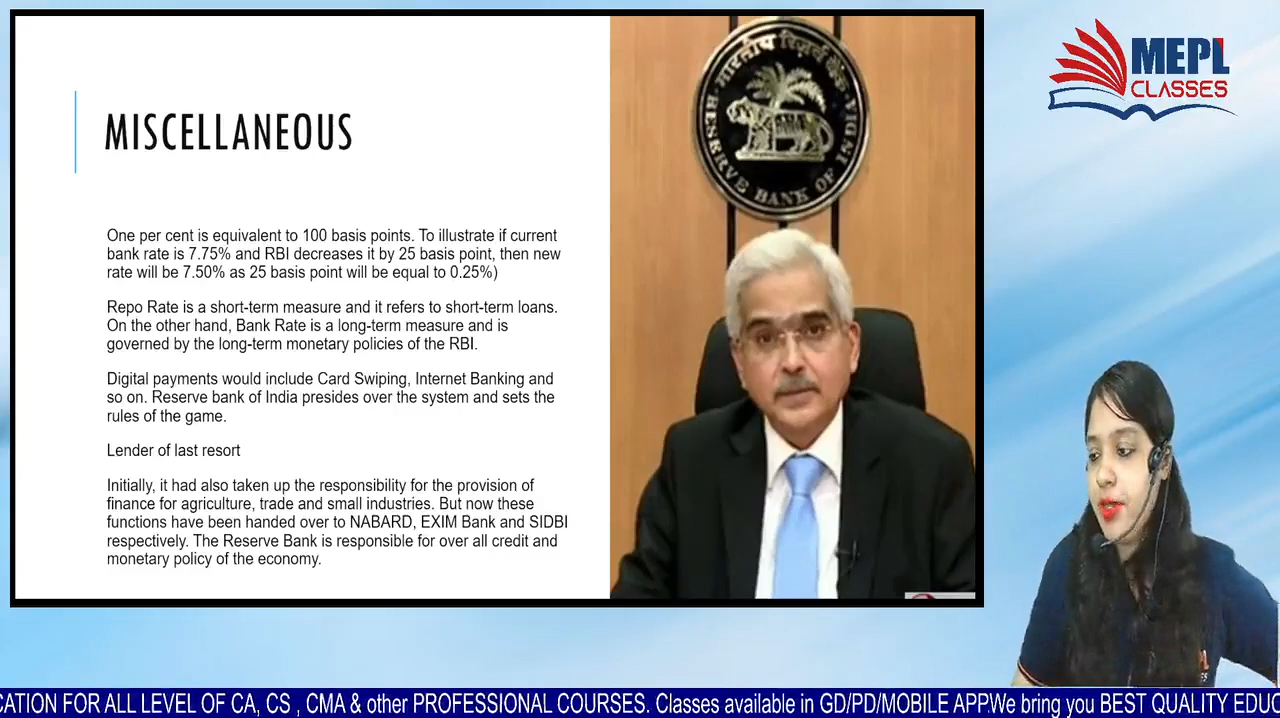 MISCELLANEOUS
One per cent is equivalent to 100 basis points. To illustrate if current
bank rate is 7.75% and RBI decreases it by 25 basis point, then new
rate will be 7.50% as 25 basis point will be equal to 0.25%)
Repo Rate is a short-term measure and it refers to short-term loans.
On the other hand, Bank Rate is a long-term measure and is
governed by the long-term monetary policies of the RBI.
Digital payments would include Card Swiping, Internet Banking and
so on. Reserve bank of India presides over the system and sets the
rules of the game.
Lender of last resort
Initially, it had also taken up the responsibility for the provision of
finance for agriculture, trade and small industries. But now these
functions have been handed over to NABARD, EXIM Bank and SIDBI
respectively. The Reserve Bank is responsible for over all credit and
monetary policy of the economy.
भारतीय रिज़र्व बैंक
RESERVE BANK OF INDIA
MEPL
CLASSES
CATION FOR ALL LEVEL OF CA, CS , CMA & other PROFESSIONAL COURSES. Classes available in GD/PD/MOBILE APP.We bring you BEST QUALITY EDUC